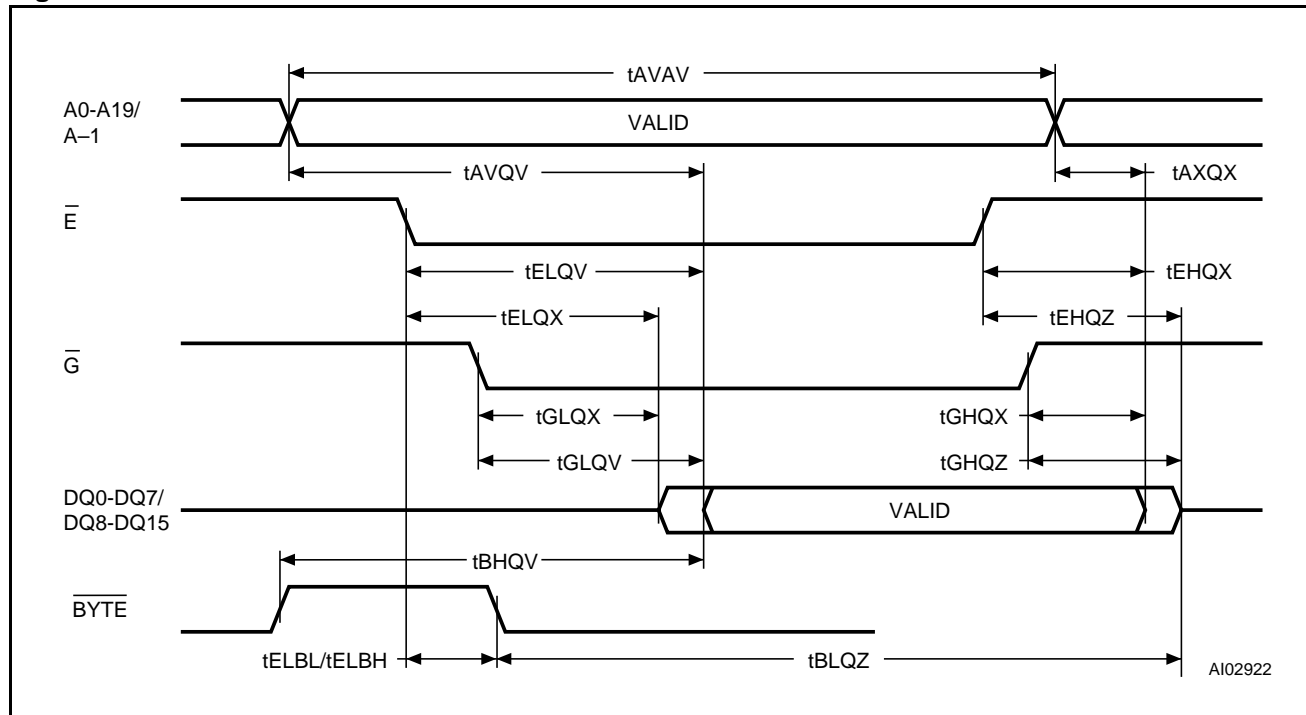 tAVAV
A0-A19/
A–1
VALID
tAVQV
tAXQX
E
tELQV
tEHQX
tELQX
tEHQZ
G
tGLQX
tGHQX
tGLQV
tGHQZ
DQ0-DQ7/
DQ8-DQ15
VALID
tBHQV
BYTE
tELBL/tELBH
tBLQZ
AI02922